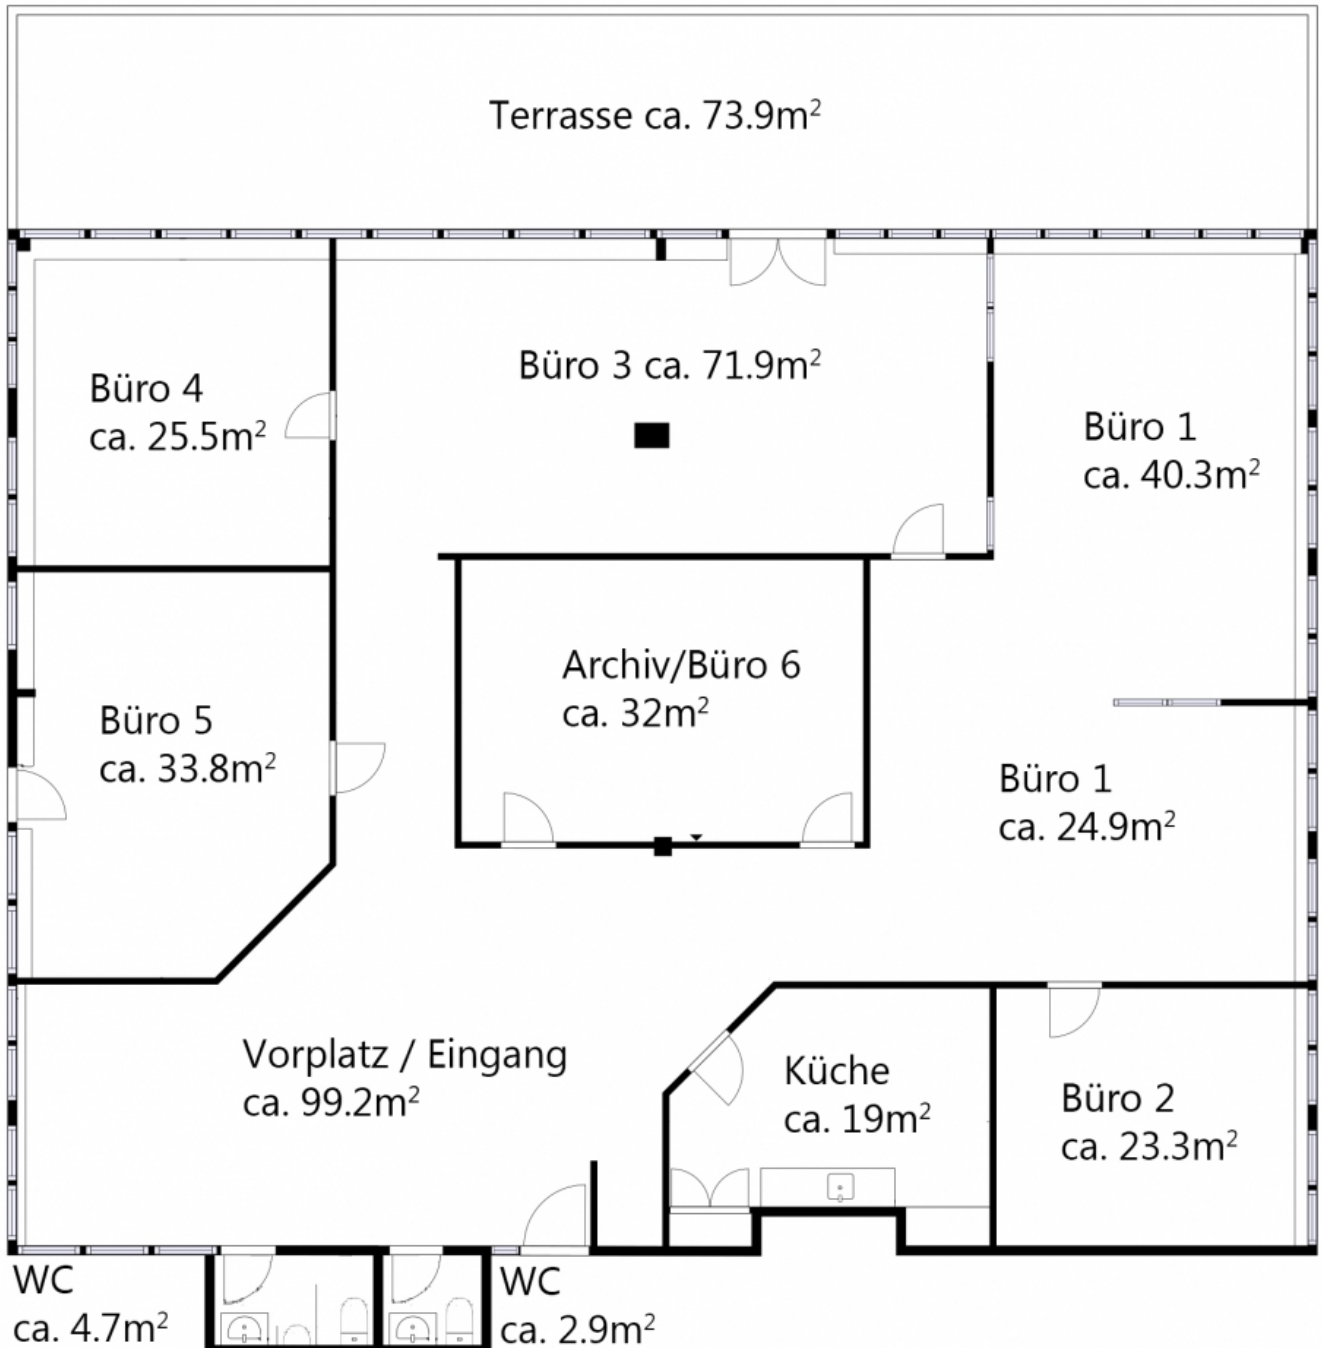 Terrasse ca. 73.9m²
Büro 3 ca. 71.9m²
Büro 4
ca. 25.5m²
Büro 1
ca. 40.3m²
Archiv/Büro 6
ca. 32m²
Büro 5
ca. 33.8m²
Büro 1
ca. 24.9m²
Vorplatz / Eingang
ca. 99.2m²
Küche
ca. 19m²
Büro 2
ca. 23.3m²
WC
ca. 4.7m²
WC
ca. 2.9m²